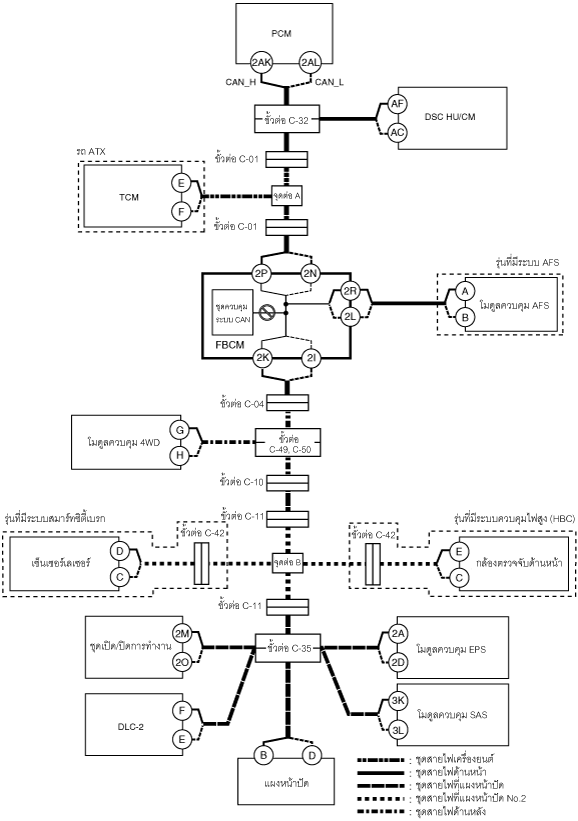 PCM
2AK
2AL
CAN_H
CAN_L
ขั้วต่อ C-32
AF
AC
DSC HU/CM
ขั้วต่อ C-01
รถ ATX
TCM
E
F
จุดต่อ A
ขั้วต่อ C-01
2P
2N
รุ่นที่มีระบบ AFS
ชุดควบคุม
ระบบ CAN
FBCM
2R
2L
A
B
โมดูลควบคุม AFS
2K
2I
ขั้วต่อ C-04
โมดูลควบคุม 4WD
G
H
ขั้วต่อ
C-49, C-50
ขั้วต่อ C-10
ขั้วต่อ C-11
รุ่นที่มีระบบสมาร์ทซิตี้เบรก
ขั้วต่อ C-42
เซ็นเซอร์เลเซอร์
D
C
จุดต่อ B
รุ่นที่มีระบบควบคุมไฟสูง (HBC)
ขั้วต่อ C-42
E
C
กล้องตรวจจับด้านหน้า
ขั้วต่อ C-11
ชุดเปิด/ปิดการทำงาน
2M
2O
ขั้วต่อ C-35
2A
2D
โมดูลควบคุม EPS
DLC-2
F
E
3K
3L
โมดูลควบคุม SAS
B
D
แผงหน้าปัด
: ชุดสายไฟเครื่องยนต์
: ชุดสายไฟด้านหน้า
: ชุดสายไฟที่แผงหน้าปัด
: ชุดสายไฟที่แผงหน้าปัด No.2
: ชุดสายไฟด้านหลัง